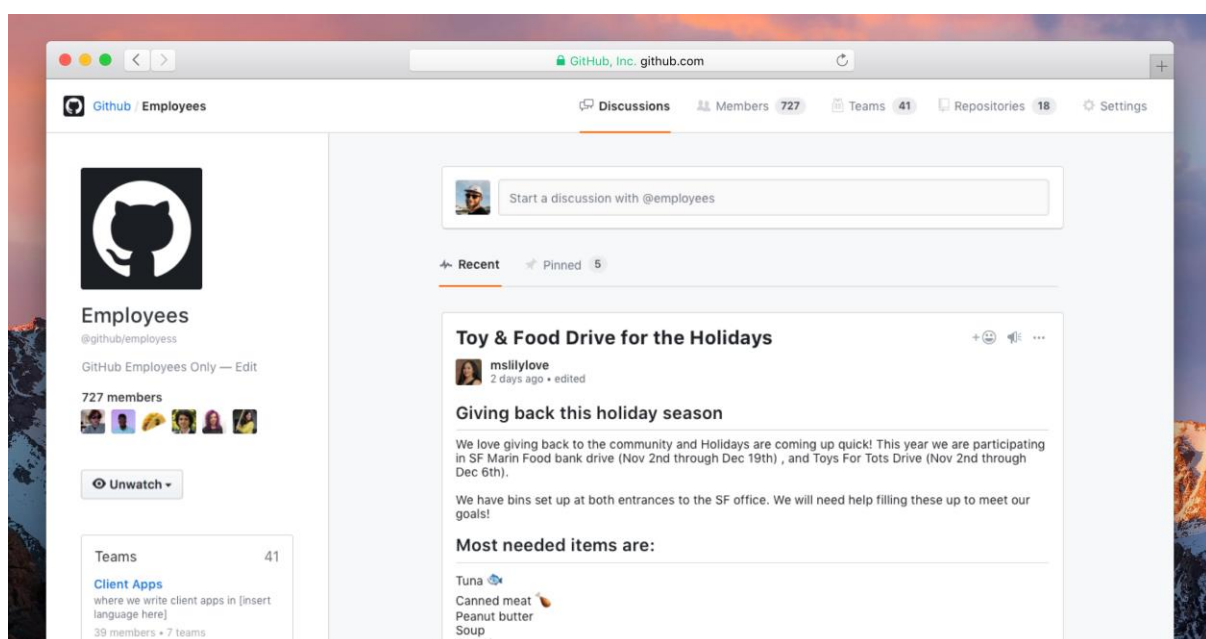 GitHub, Inc. github.com
Github / Employees
Discussions
Members 727
Teams 41
Repositories 18
Settings
Start a discussion with @employees
Recent
Pinned 5
Employees
@github/employess
GitHub Employees Only — Edit
727 members
Unwatch
Teams 41
Client Apps
where we write client apps in [insert
language here]
39 members • 7 teams
Toy & Food Drive for the Holidays
mslilylove
2 days ago • edited
Giving back this holiday season
We love giving back to the community and Holidays are coming up quick! This year we are participating
in SF Marin Food bank drive (Nov 2nd through Dec 19th) , and Toys For Tots Drive (Nov 2nd through
Dec 6th).
We have bins set up at both entrances to the SF office. We will need help filling these up to meet our
goals!
Most needed items are:
Tuna 🐟
Canned meat 🍗
Peanut butter
Soup